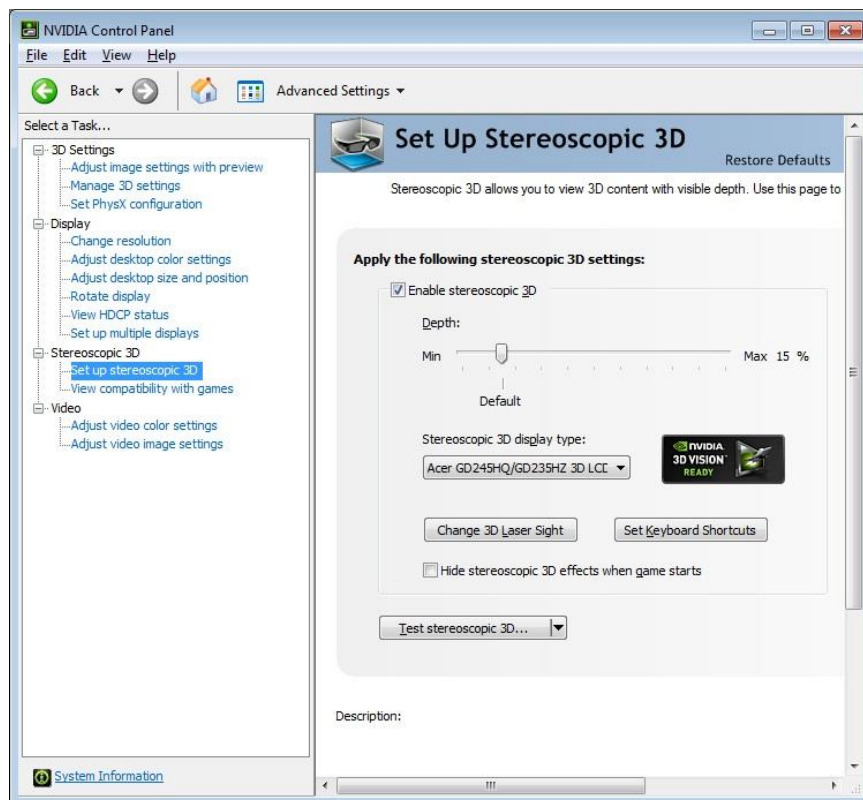 NVIDIA Control Panel
File Edit View Help
Back Advanced Settings
Select a Task...
3D Settings
Adjust image settings with preview
Manage 3D settings
Set PhysX configuration
Display
Change resolution
Adjust desktop color settings
Adjust desktop size and position
Rotate display
View HDCP status
Set up multiple displays
Stereoscopic 3D
Set up stereoscopic 3D
View compatibility with games
Video
Adjust video color settings
Adjust video image settings
System Information
Set Up Stereoscopic 3D
Restore Defaults
Stereoscopic 3D allows you to view 3D content with visible depth. Use this page to
Apply the following stereoscopic 3D settings:
Enable stereoscopic 3D
Depth:
Min Max 15 %
Default
Stereoscopic 3D display type:
Acer GD245HQ/GD235HZ 3D LCD
NVIDIA
3D VISION
READY
Change 3D Laser Sight Set Keyboard Shortcuts
Hide stereoscopic 3D effects when game starts
Test stereoscopic 3D...
Description: